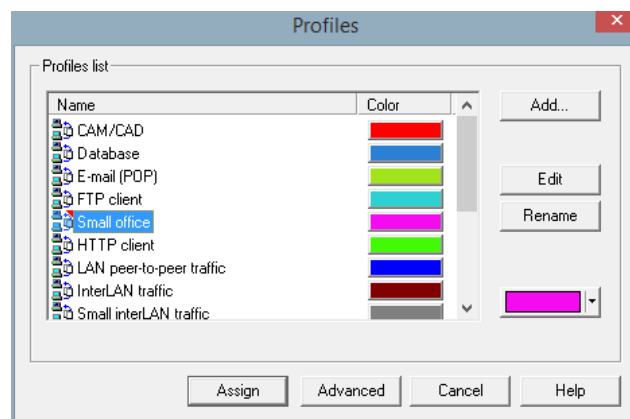 Profiles
Profiles list
Name Color
CAM/CAD
Database
E-mail (POP)
FTP client
Small office
HTTP client
LAN peer-to-peer traffic
InterLAN traffic
Small interLAN traffic
Add...
Edit
Rename
Assign Advanced Cancel Help